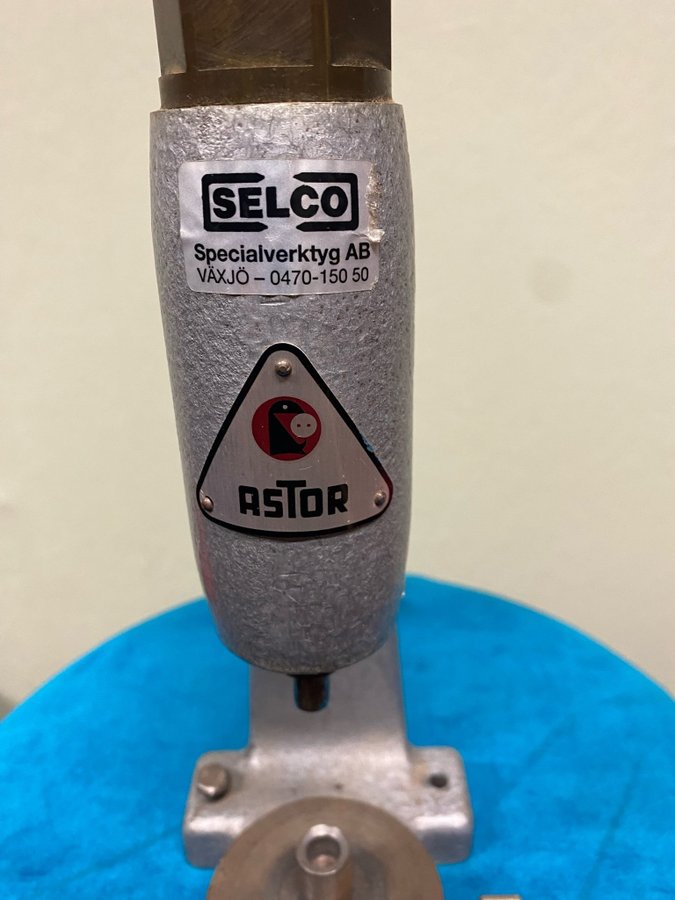 SELCO
Specialverktyg AB
VÄXJÖ – 0470-150 50
ASTOR